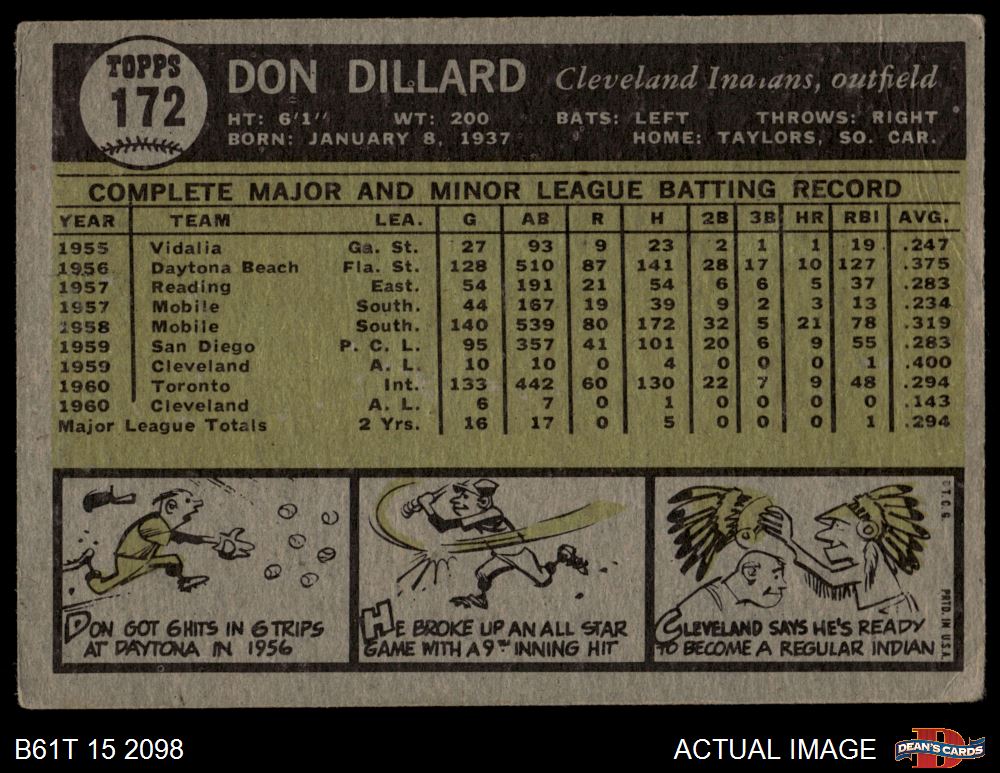 TOPPS
172
DON DILLARD Cleveland Indians, outfield
HT: 6'1" WT: 200 BATS: LEFT THROWS: RIGHT
BORN: JANUARY 8, 1937 HOME: TAYLORS, SO. CAR.
COMPLETE MAJOR AND MINOR LEAGUE BATTING RECORD
YEAR TEAM LEA. G AB R H 2B 3B HR RBI AVG.
1955 Vidalia Ga. St. 27 93 9 23 2 1 1 19 .247
1956 Daytona Beach Fla. St. 128 510 87 141 28 17 10 127 .375
1957 Reading East. 54 191 21 54 6 6 5 37 .283
1957 Mobile South. 44 167 19 39 9 2 3 13 .234
1958 Mobile South. 140 539 80 172 32 5 21 78 .319
1959 San Diego P. C. L. 95 357 41 101 20 6 9 55 .283
1959 Cleveland A. L. 10 10 0 4 0 0 0 1 .400
1960 Toronto Int. 133 442 60 130 22 7 9 48 .294
1960 Cleveland A. L. 6 7 0 1 0 0 0 0 .143
Major League Totals 2 Yrs. 16 17 0 5 0 0 0 1 .294
DON GOT 6 HITS IN 6 TRIPS
AT DAYTONA IN 1956
HE BROKE UP AN ALL STAR
GAME WITH A 9TH INNING HIT
CLEVELAND SAYS HE'S READY
TO BECOME A REGULAR INDIAN
©T.C.G.
PRTD. IN U.S.A.
B61T 15 2098
ACTUAL IMAGE
D
DEAN'S CARDS